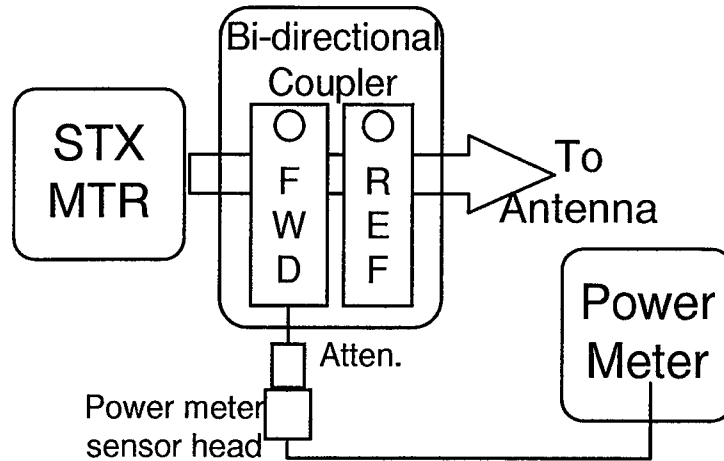 Bi-directional
Coupler
STX
MTR
F
W
D
R
E
F
To
Antenna
Atten.
Power meter
sensor head
Power
Meter